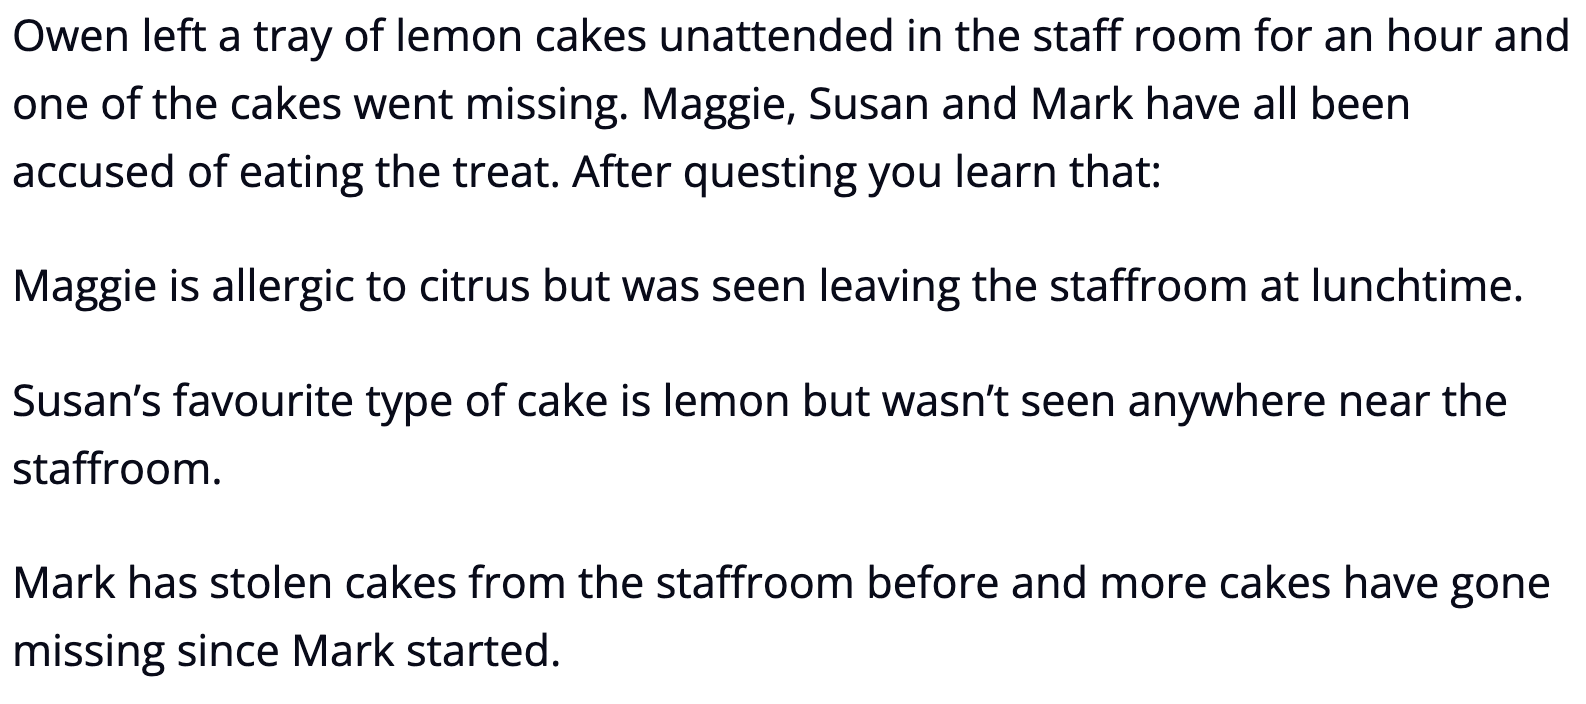 Owen left a tray of lemon cakes unattended in the staff room for an hour and
one of the cakes went missing. Maggie, Susan and Mark have all been
accused of eating the treat. After questing you learn that:
Maggie is allergic to citrus but was seen leaving the staffroom at lunchtime.
Susan’s favourite type of cake is lemon but wasn’t seen anywhere near the
staffroom.
Mark has stolen cakes from the staffroom before and more cakes have gone
missing since Mark started.